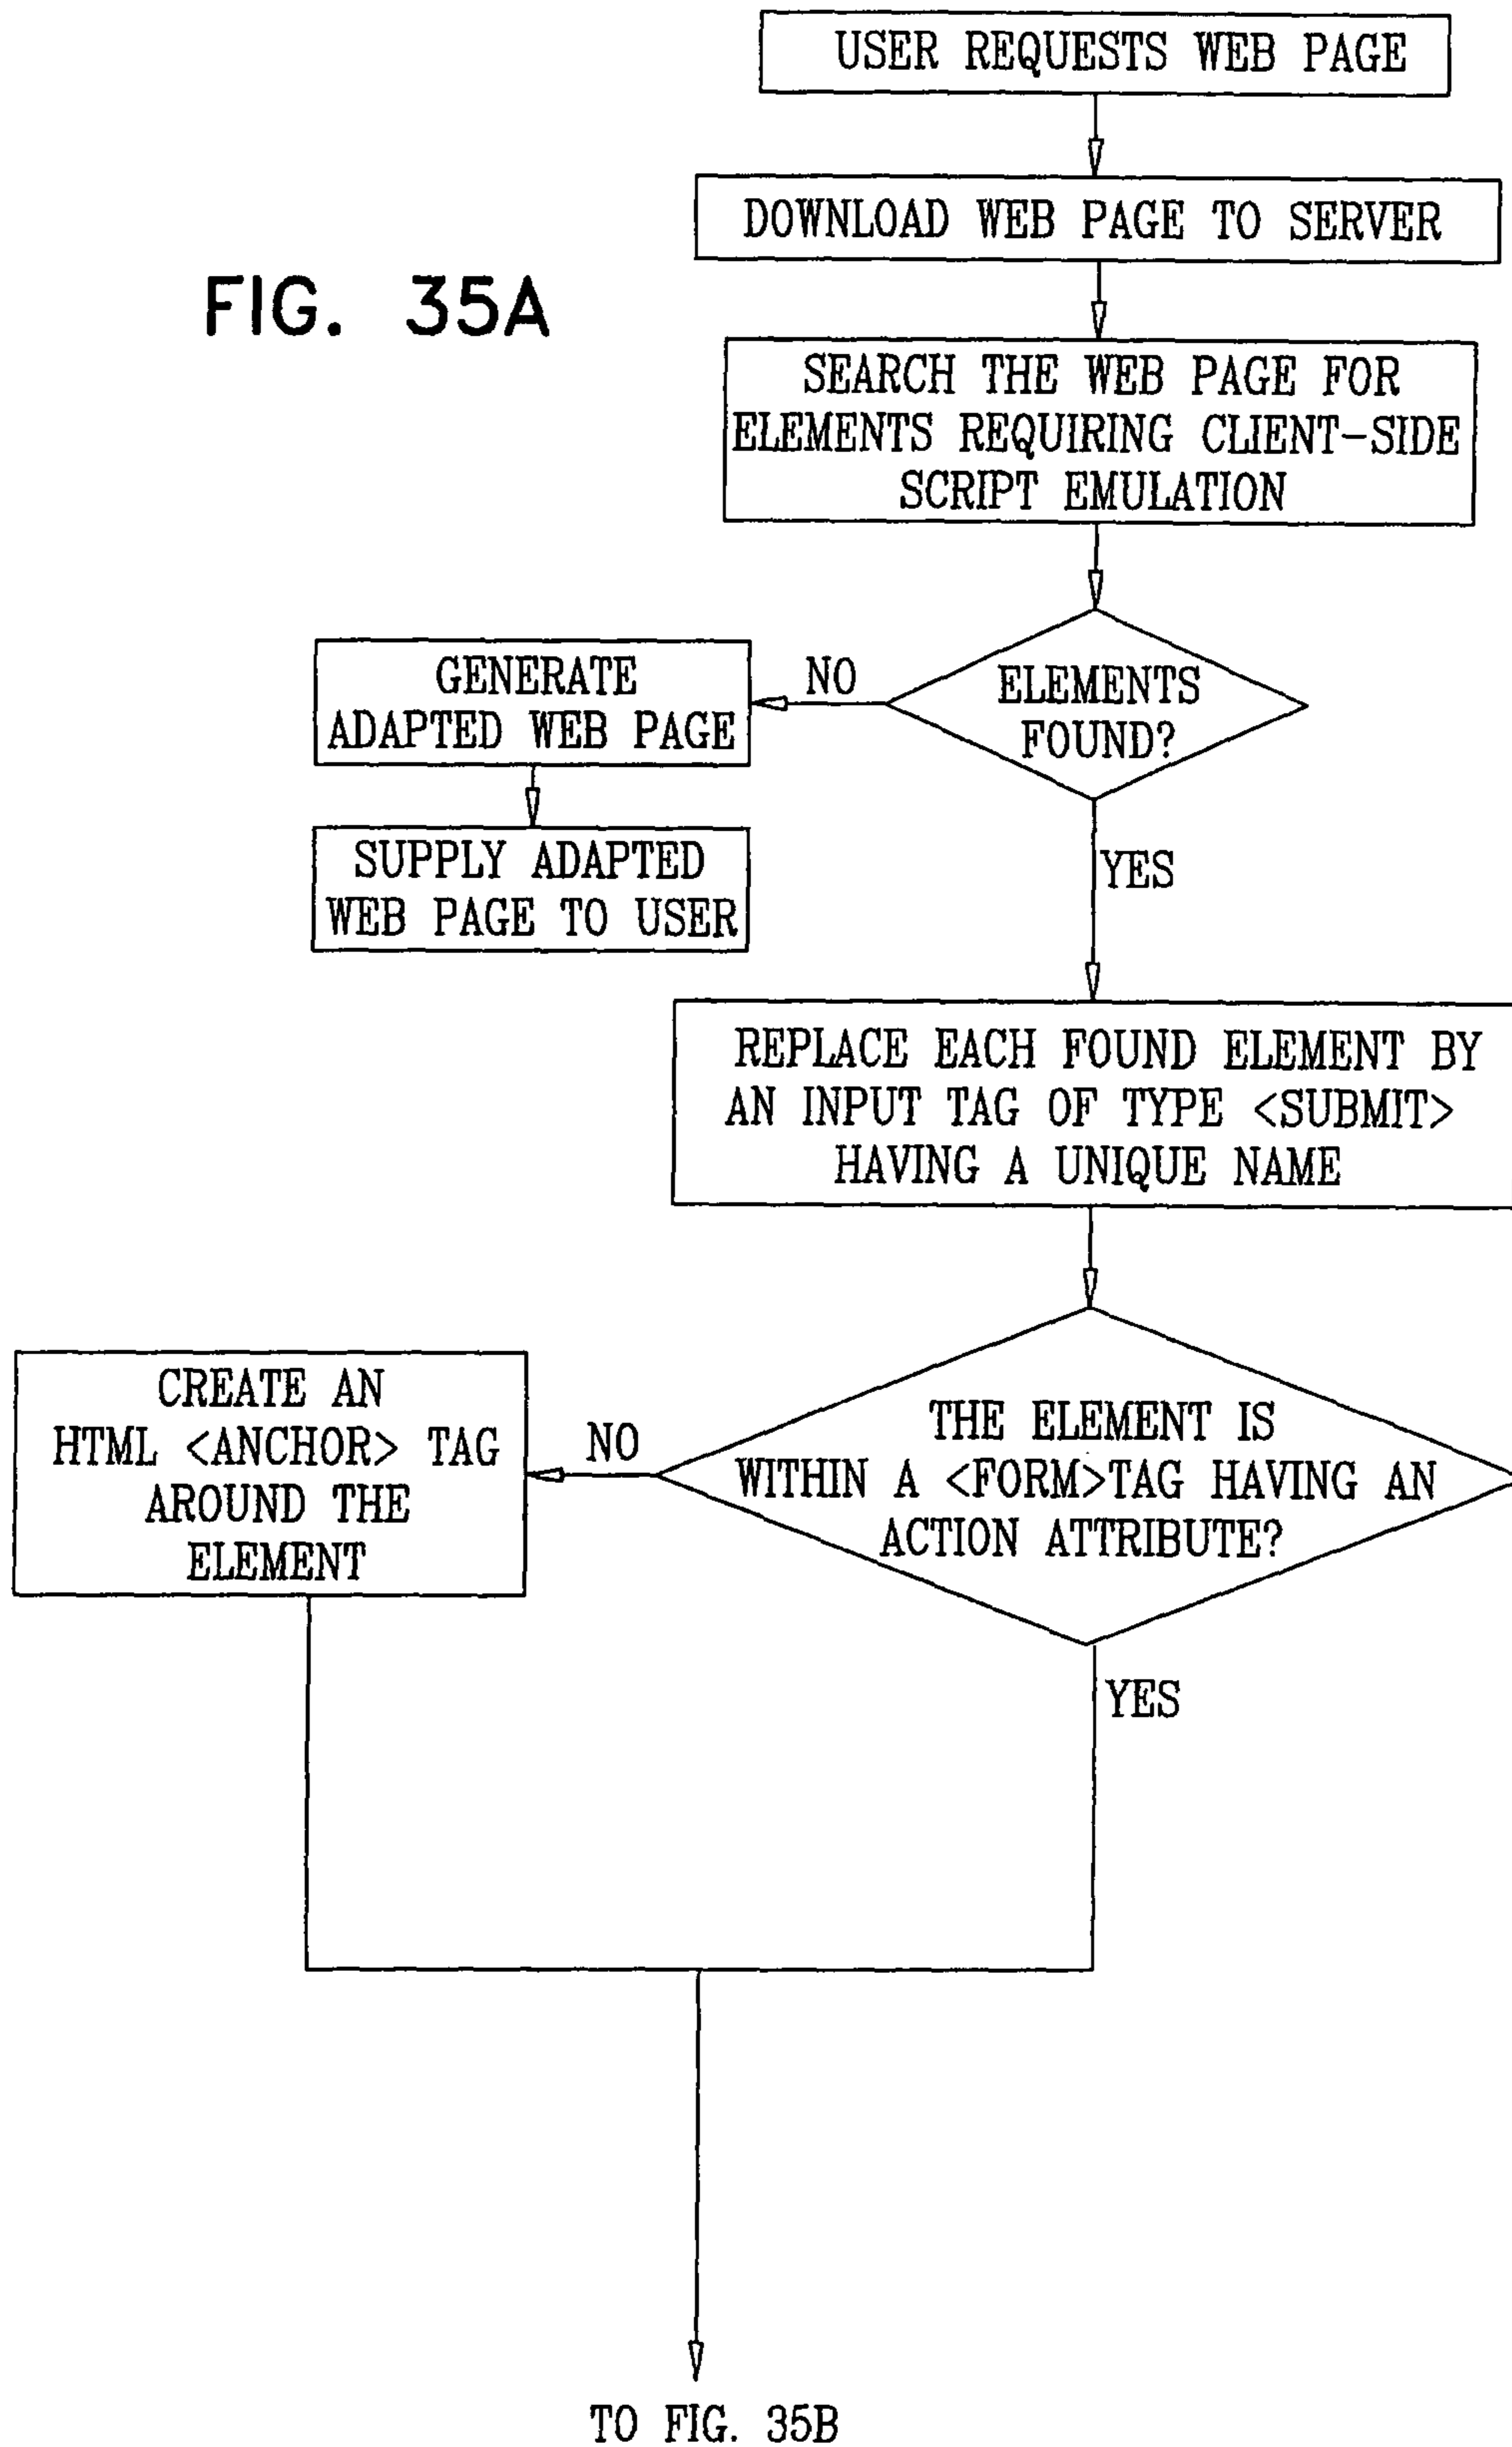 USER REQUESTS WEB PAGE
DOWNLOAD WEB PAGE TO SERVER
FIG. 35A
SEARCH THE WEB PAGE FOR
ELEMENTS REQUIRING CLIENT-SIDE
SCRIPT EMULATION
ELEMENTS
FOUND?
NO
GENERATE
ADAPTED WEB PAGE
SUPPLY ADAPTED
WEB PAGE TO USER
YES
REPLACE EACH FOUND ELEMENT BY
AN INPUT TAG OF TYPE <SUBMIT>
HAVING A UNIQUE NAME
THE ELEMENT IS
WITHIN A <FORM>TAG HAVING AN
ACTION ATTRIBUTE?
NO
CREATE AN
HTML <ANCHOR> TAG
AROUND THE
ELEMENT
YES
TO FIG. 35B